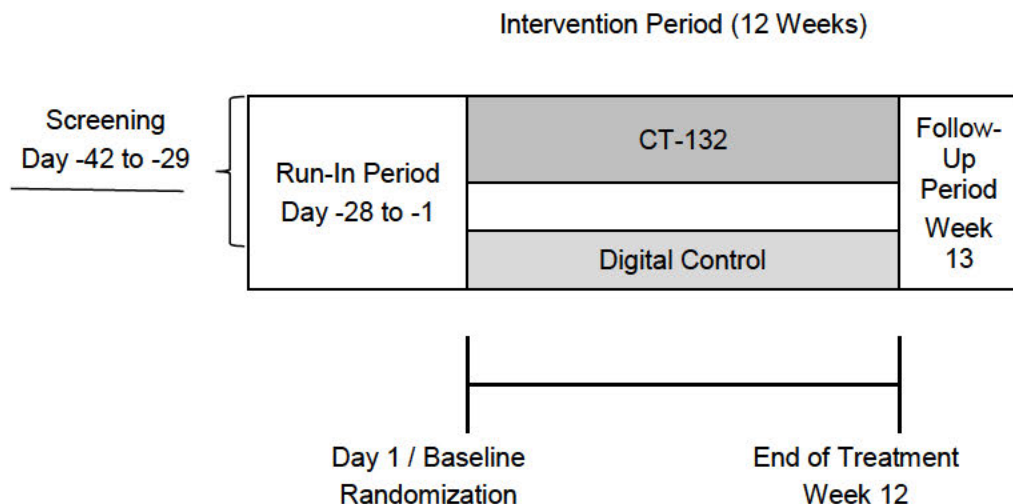 Intervention Period (12 Weeks)
Screening
Day -42 to -29
Run-In Period
Day -28 to -1
CT-132
Digital Control
Follow-
Up
Period
Week
13
Day 1 / Baseline
Randomization
End of Treatment
Week 12